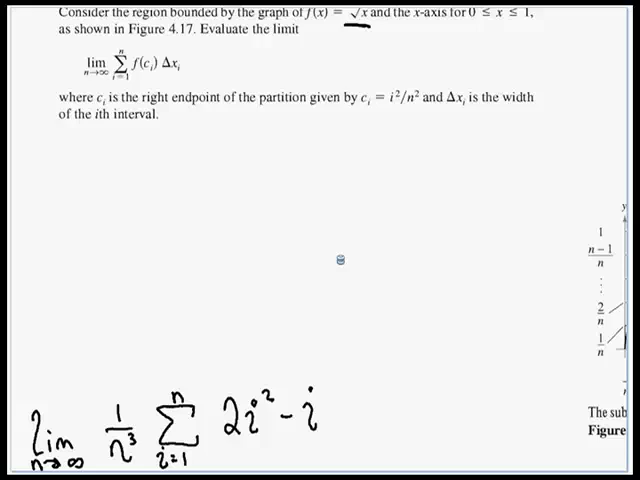 Consider the region bounded by the graph of f(x) = √x and the x-axis for 0 ≤ x ≤ 1,
as shown in Figure 4.17. Evaluate the limit
lim n→∞ ∑ i=1 n f(cᵢ) Δxᵢ
where cᵢ is the right endpoint of the partition given by cᵢ = i²/n² and Δxᵢ is the width
of the ith interval.
y
1
n − 1
n
⋮
2
n
1
n
The sub
Figure
lim n→∞ 1/n³ ∑ i=1 n 2i² − i